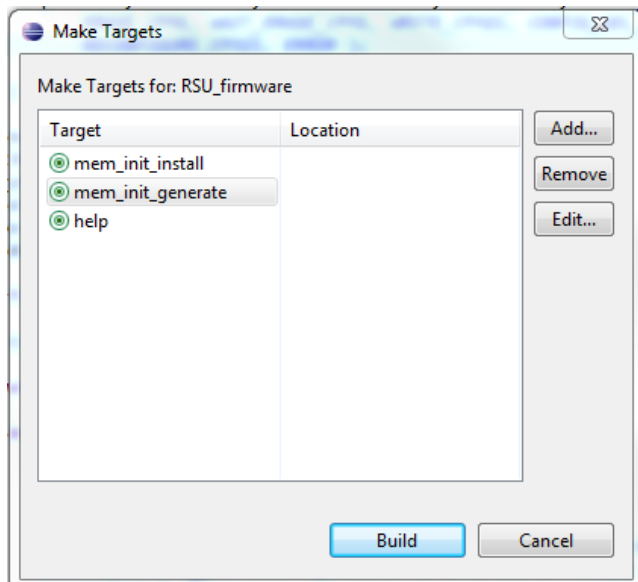 Make Targets
Make Targets for: RSU_firmware
Target Location
Add...
mem_init_install
Remove
mem_init_generate
Edit...
help
Build Cancel